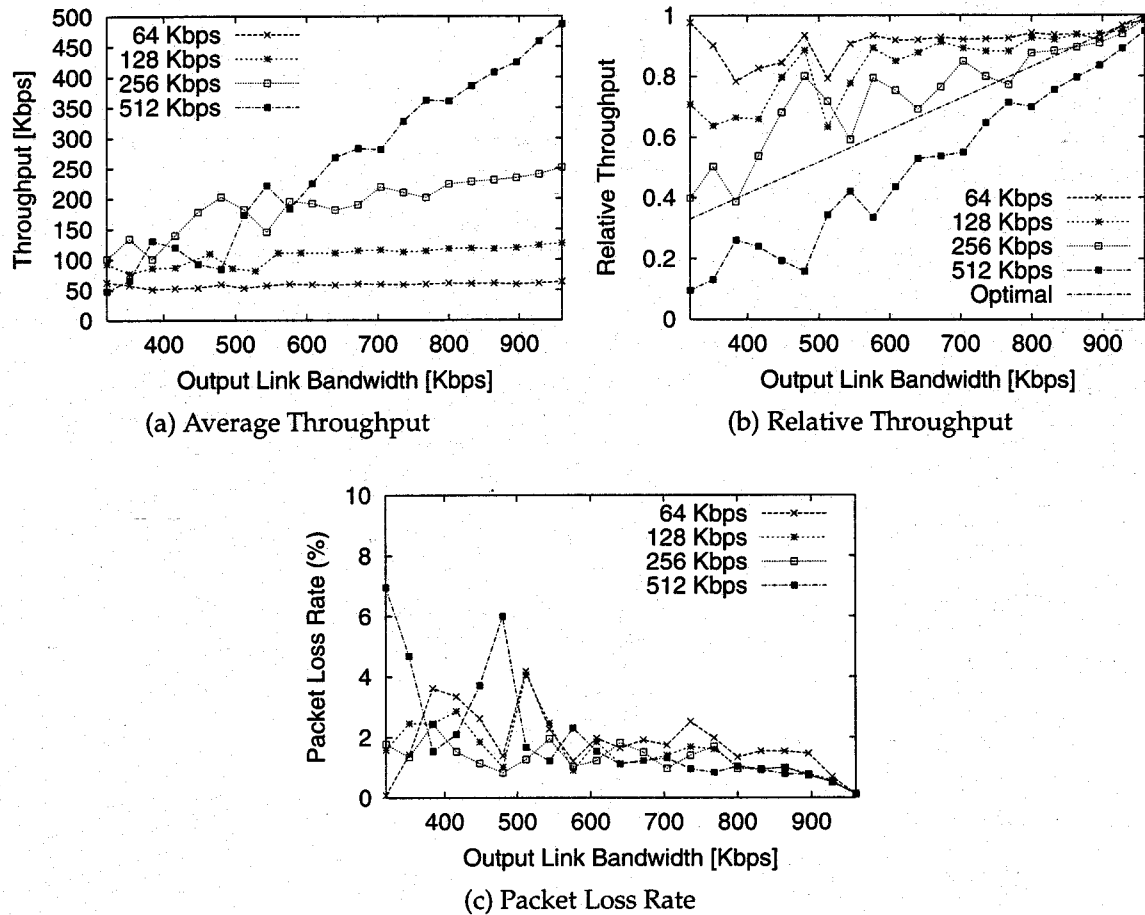 Throughput [Kbps]
500
450
400
350
300
250
200
150
100
50
0
64 Kbps
128 Kbps
256 Kbps
512 Kbps
400 500 600 700 800 900
Output Link Bandwidth [Kbps]
(a) Average Throughput
Relative Throughput
1
0.8
0.6
0.4
0.2
0
64 Kbps
128 Kbps
256 Kbps
512 Kbps
Optimal
400 500 600 700 800 900
Output Link Bandwidth [Kbps]
(b) Relative Throughput
Packet Loss Rate (%)
10
8
6
4
2
0
64 Kbps
128 Kbps
256 Kbps
512 Kbps
400 500 600 700 800 900
Output Link Bandwidth [Kbps]
(c) Packet Loss Rate